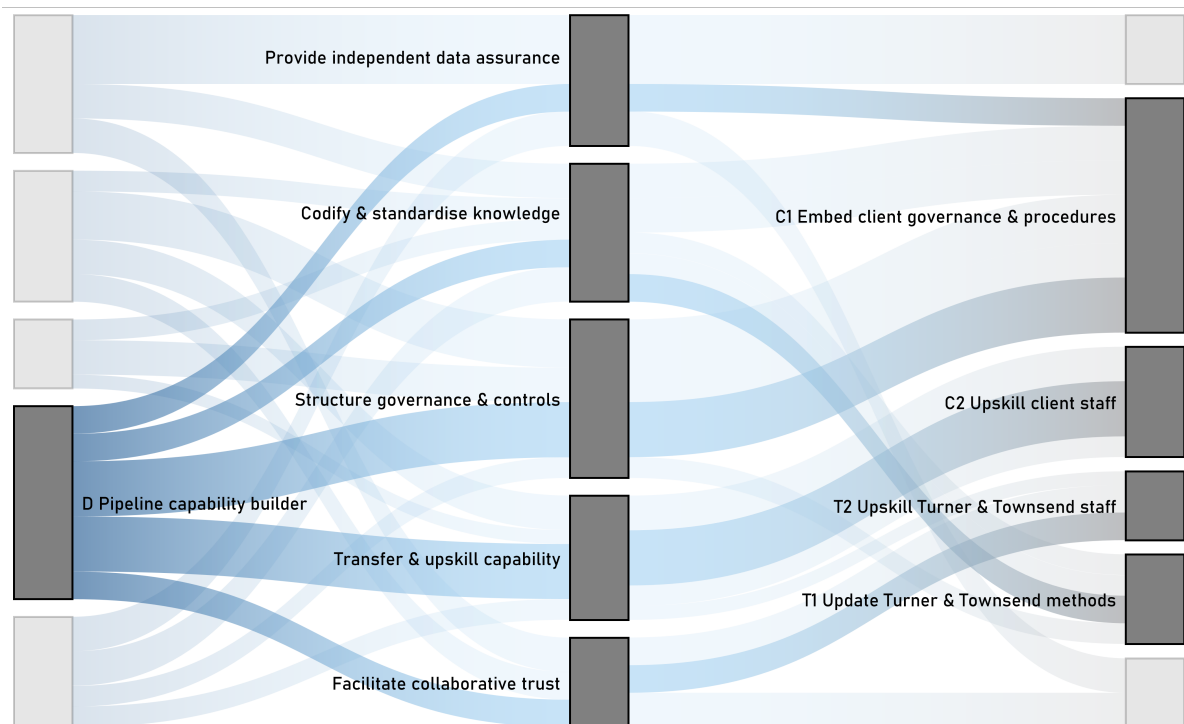 Provide independent data assurance
Codify & standardise knowledge
C1 Embed client governance & procedures
Structure governance & controls
C2 Upskill client staff
D Pipeline capability builder
T2 Upskill Turner & Townsend staff
Transfer & upskill capability
T1 Update Turner & Townsend methods
Facilitate collaborative trust